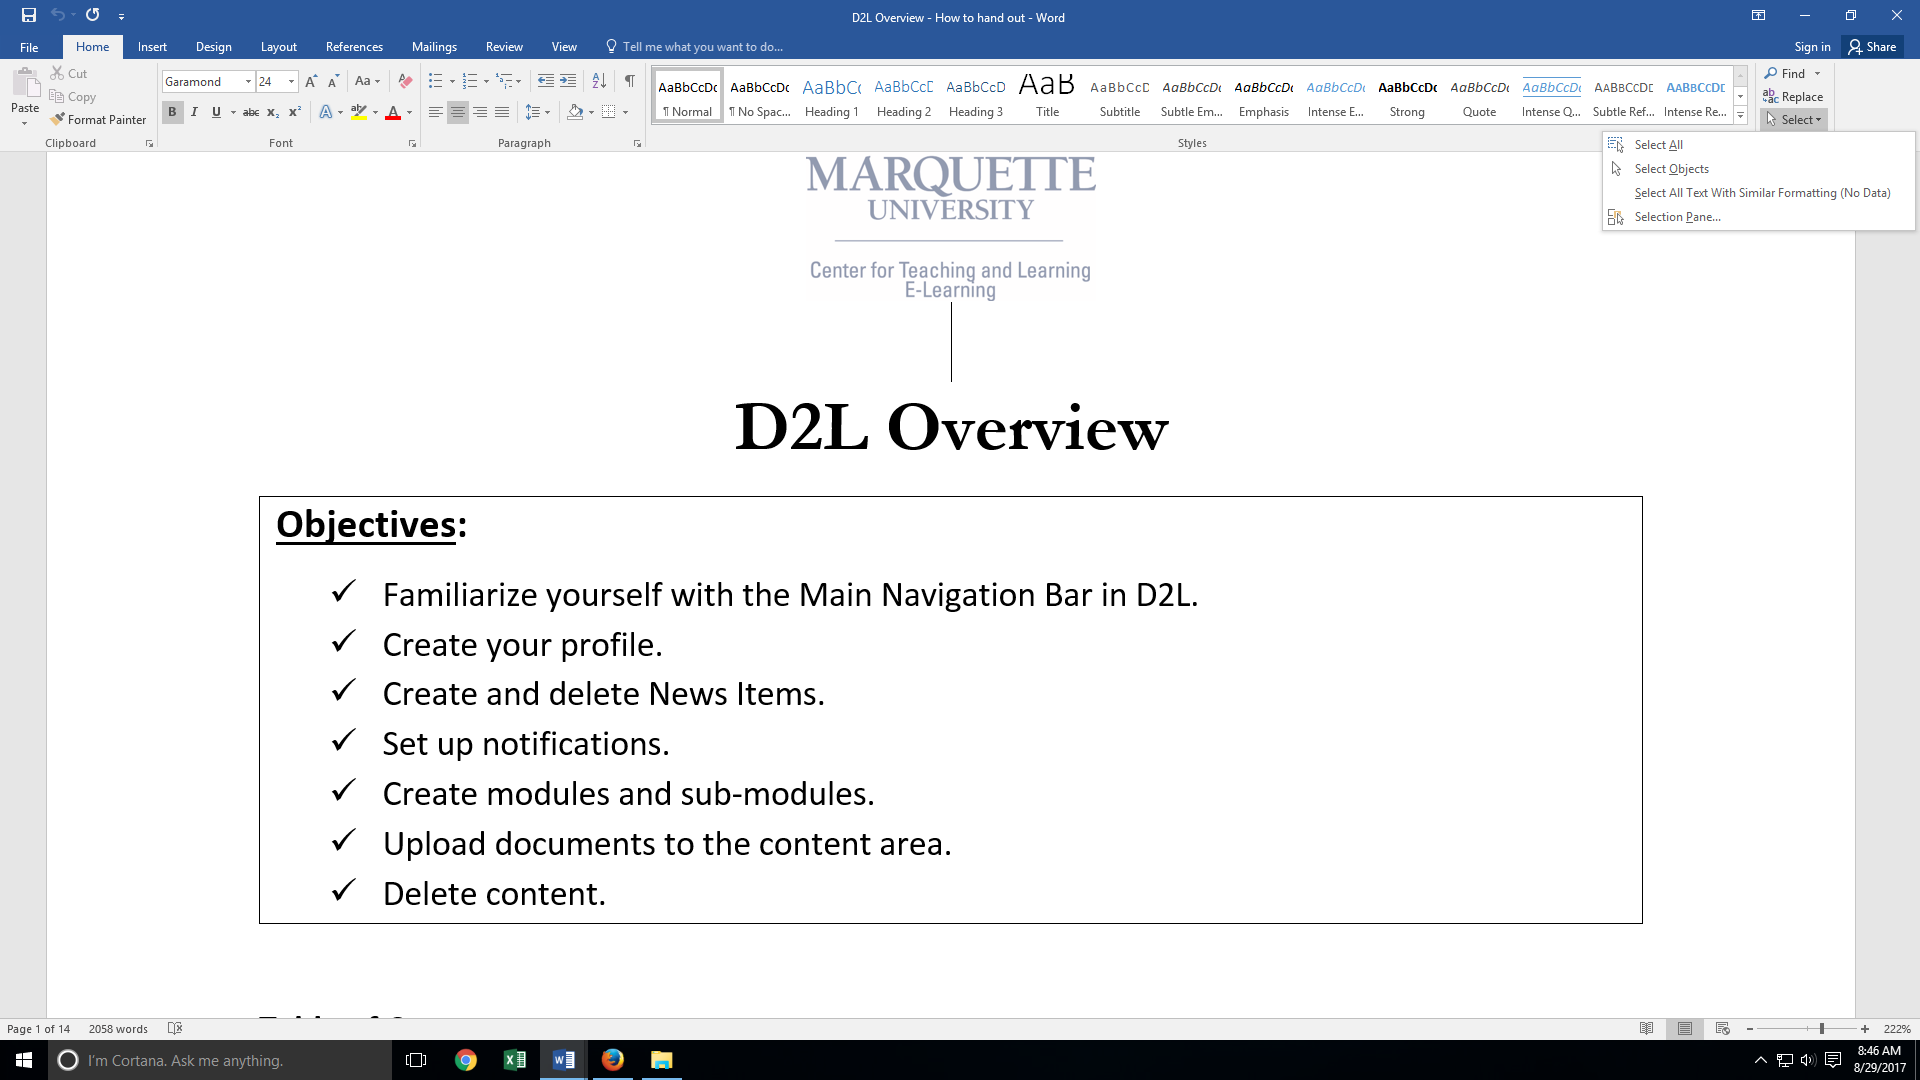 D2L Overview - How to hand out - Word
File Home Insert Design Layout References Mailings Review View Tell me what you want to do... Sign in Share
Paste
Cut
Copy
Format Painter
Clipboard
Garamond 24
Font
Paragraph
AaBbCcDc AaBbCcDc AaBbCc AaBbCcD AaBbCcD AaB AaBbCcD AaBbCcDc AaBbCcDc AaBbCcDc AaBbCcDc AaBbCcDc AaBbCcDc AABBCCDD AABBCCDD
¶ Normal ¶ No Spac... Heading 1 Heading 2 Heading 3 Title Subtitle Subtle Em... Emphasis Intense E... Strong Quote Intense Q... Subtle Ref... Intense Re...
Styles
Find
Replace
Select
Select All
Select Objects
Select All Text With Similar Formatting (No Data)
Selection Pane...
MARQUETTE
UNIVERSITY
Center for Teaching and Learning
E-Learning
D2L Overview
Objectives:
✓ Familiarize yourself with the Main Navigation Bar in D2L.
✓ Create your profile.
✓ Create and delete News Items.
✓ Set up notifications.
✓ Create modules and sub-modules.
✓ Upload documents to the content area.
✓ Delete content.
Page 1 of 14 2058 words 222%
I'm Cortana. Ask me anything.
8:46 AM
8/29/2017